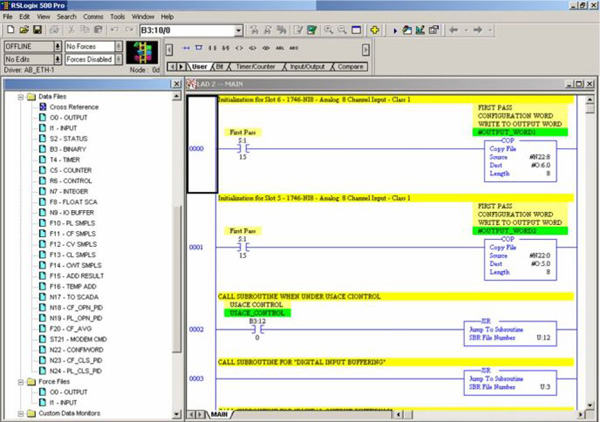 RSLogix 500 Pro
File Edit View Search Comms Tools Window Help
B3:10/0
OFFLINE No Forces
No Edits Forces Disabled
Driver: AB_ETH-1 Node : 0d
User Bit Timer/Counter Input/Output Compare
Data Files
Cross Reference
O0 - OUTPUT
I1 - INPUT
S2 - STATUS
B3 - BINARY
T4 - TIMER
C5 - COUNTER
R6 - CONTROL
N7 - INTEGER
F8 - FLOAT SCA
N9 - IO BUFFER
F10 - PL SMPLS
F11 - CF SMPLS
F12 - CV SMPLS
F13 - CL SMPLS
F14 - CWT SMPLS
F15 - ADD RESULT
F16 - TEMP ADD
N17 - TO SCADA
N18 - CF_OPN_PID
N19 - PL_OPN_PID
F20 - CF_AVG
ST21 - MODEM CMD
N22 - CONFWORD
N23 - CF_CLS_PID
N24 - PL_CLS_PID
Force Files
O0 - OUTPUT
I1 - INPUT
Custom Data Monitors
LAD 2 -- MAIN
Initialization for Slot 6 - 1746-NI8 - Analog 8 Channel Input - Class 1
FIRST PASS
CONFIGURATION WORD
WRITE TO OUTPUT WORD
#OUTPUT_WORD2
First Pass
S:1
15
0000
COP
Copy File
Source #N22:8
Dest #O:6.0
Length 8
Initialization for Slot 5 - 1746-NI8 - Analog 8 Channel Input - Class 1
FIRST PASS
CONFIGURATION WORD
WRITE TO OUTPUT WORD
#OUTPUT_WORD1
First Pass
S:1
15
0001
COP
Copy File
Source #N22:0
Dest #O:5.0
Length 8
CALL SUBROUTINE WHEN UNDER USACE CIONTROL
USACE CONTROL
USACE_CONTROL
B3:12
0
0002
JSR
Jump To Subroutine
SBR File Number U:12
CALL SUBROUTINE FOR "DIGITAL INPUT BUFFERING"
0003
JSR
Jump To Subroutine
SBR File Number U:3
MAIN